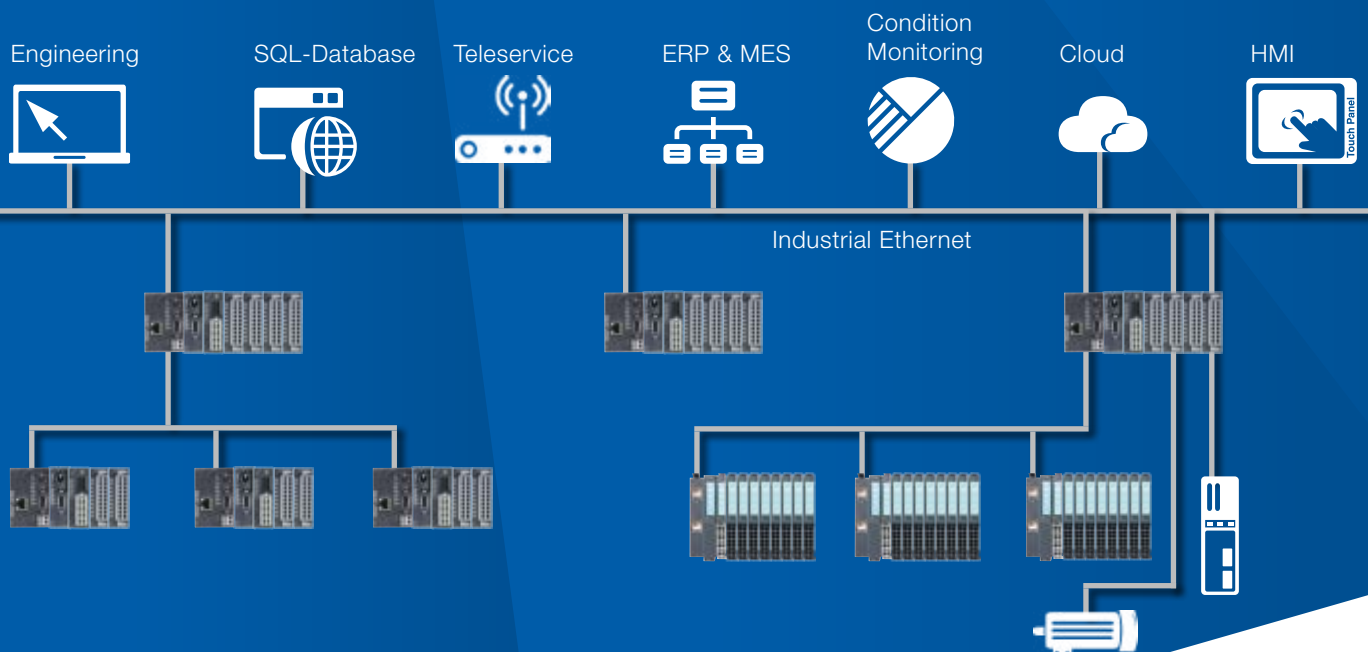 Engineering
SQL-Database
Teleservice
ERP & MES
Condition
Monitoring
Cloud
HMI
Touch Panel
Industrial Ethernet